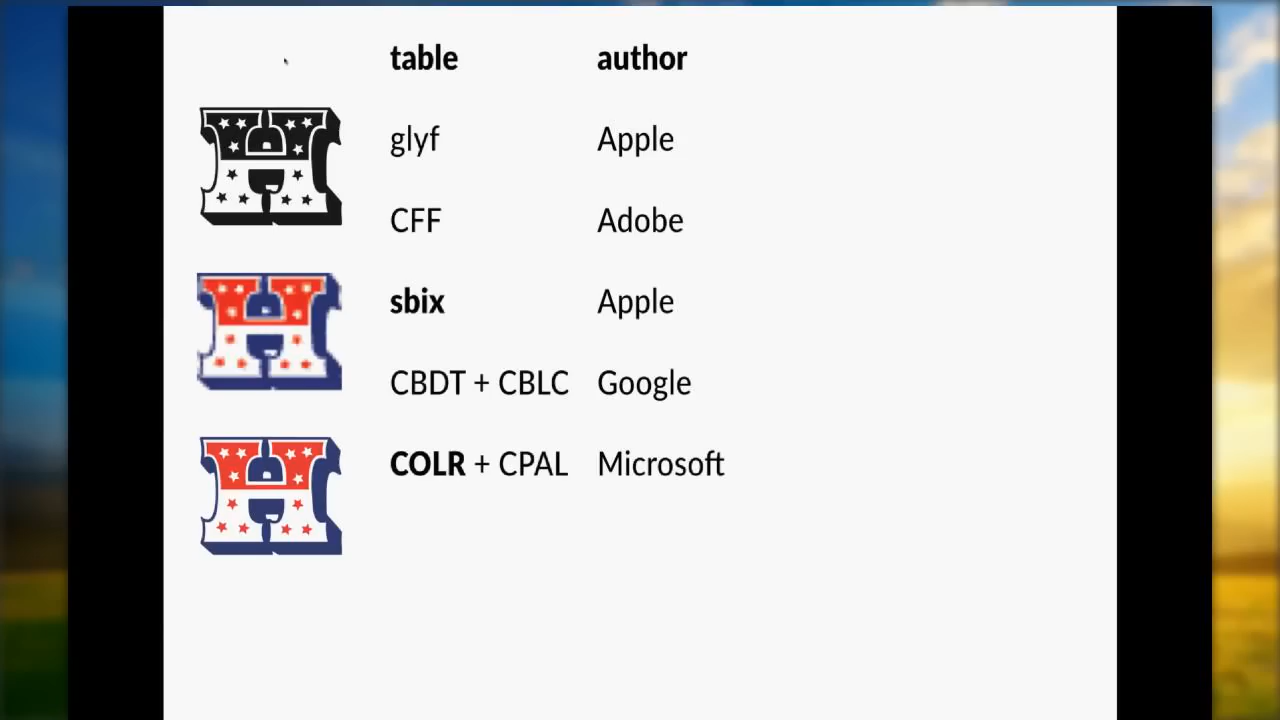 table author
glyf Apple
CFF Adobe
sbix Apple
CBDT + CBLC Google
COLR + CPAL Microsoft